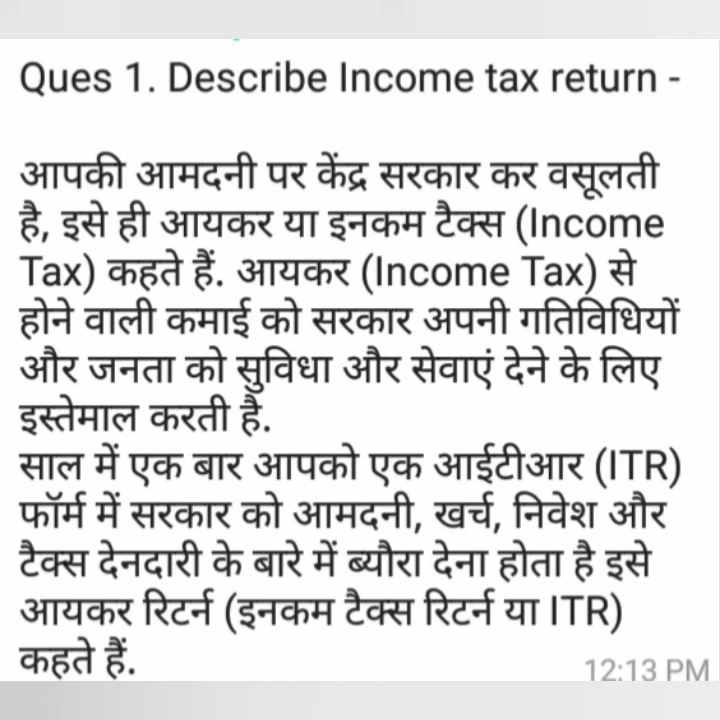 Ques 1. Describe Income tax return -
आपकी आमदनी पर केंद्र सरकार कर वसूलती
है, इसे ही आयकर या इनकम टैक्स (Income
Tax) कहते हैं. आयकर (Income Tax) से
होने वाली कमाई को सरकार अपनी गतिविधियों
और जनता को सुविधा और सेवाएं देने के लिए
इस्तेमाल करती है.
साल में एक बार आपको एक आईटीआर (ITR)
फॉर्म में सरकार को आमदनी, खर्च, निवेश और
टैक्स देनदारी के बारे में ब्यौरा देना होता है इसे
आयकर रिटर्न (इनकम टैक्स रिटर्न या ITR)
कहते हैं.
12:13 PM